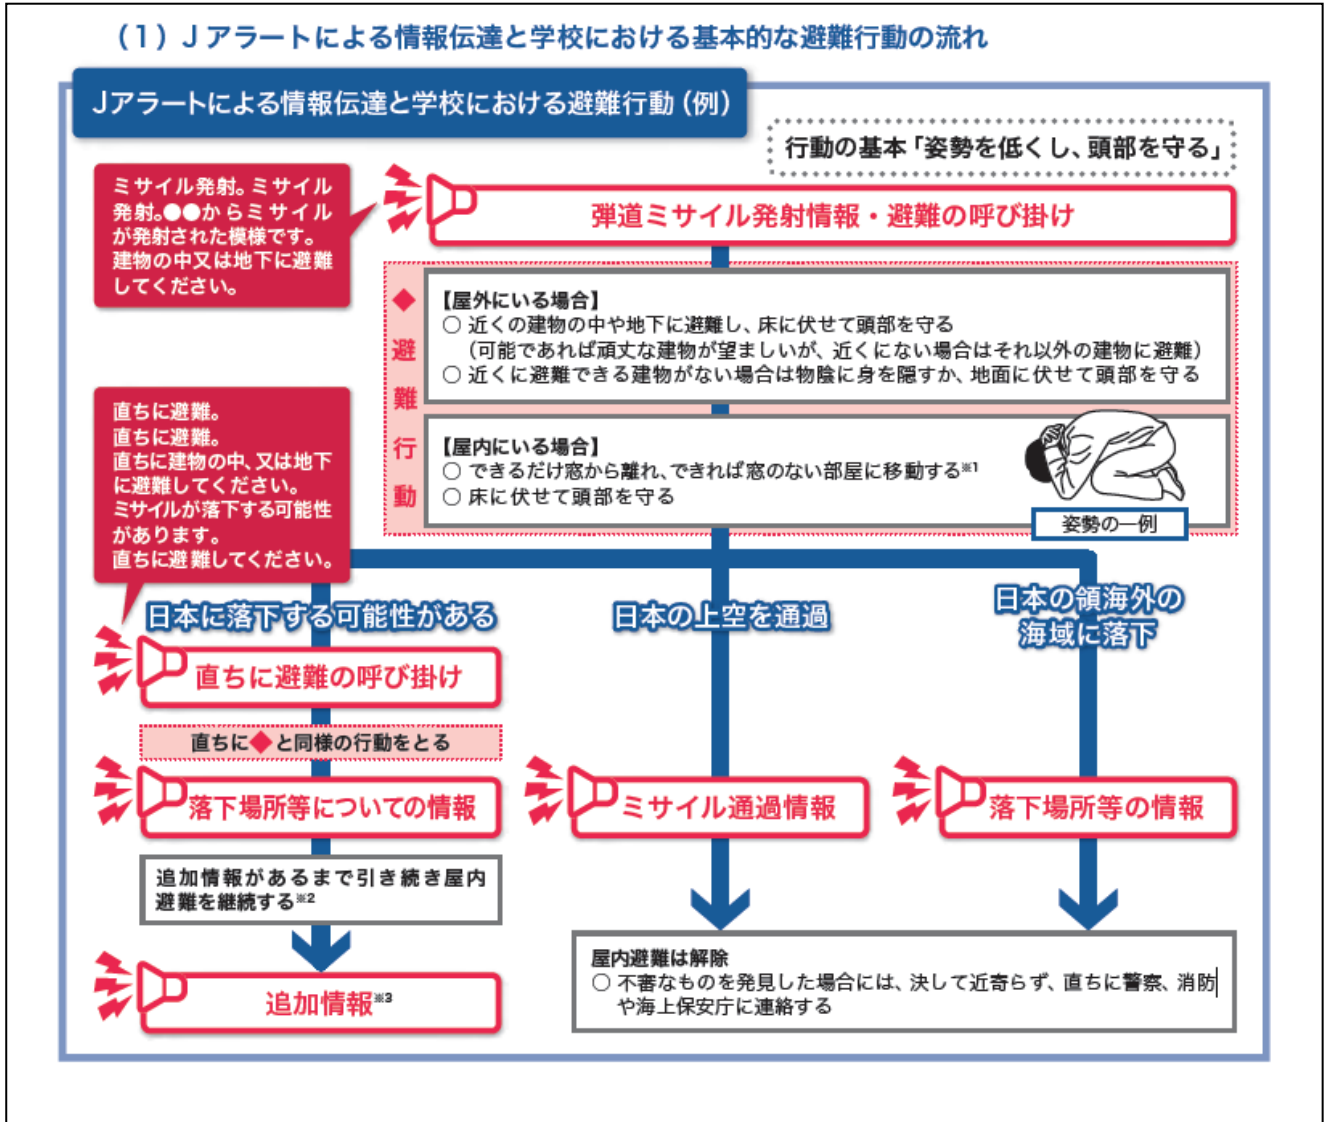 （１）Ｊアラートによる情報伝達と学校における基本的な避難行動の流れ
Jアラートによる情報伝達と学校における避難行動（例）
行動の基本「姿勢を低くし、頭部を守る」
ミサイル発射。ミサイル
発射。●●からミサイル
が発射された模様です。
建物の中又は地下に避難
してください。
弾道ミサイル発射情報・避難の呼び掛け
◆避難行動
【屋外にいる場合】
○ 近くの建物の中や地下に避難し、床に伏せて頭部を守る
（可能であれば頑丈な建物が望ましいが、近くにない場合はそれ以外の建物に避難）
○ 近くに避難できる建物がない場合は物陰に身を隠すか、地面に伏せて頭部を守る
【屋内にいる場合】
○ できるだけ窓から離れ、できれば窓のない部屋に移動する※1
○ 床に伏せて頭部を守る
姿勢の一例
直ちに避難。
直ちに避難。
直ちに建物の中、又は地下
に避難してください。
ミサイルが落下する可能性
があります。
直ちに避難してください。
日本に落下する可能性がある
直ちに避難の呼び掛け
直ちに◆と同様の行動をとる
落下場所等についての情報
追加情報があるまで引き続き屋内
避難を継続する※2
追加情報※3
日本の上空を通過
ミサイル通過情報
日本の領海外の
海域に落下
落下場所等の情報
屋内避難は解除
○ 不審なものを発見した場合には、決して近寄らず、直ちに警察、消防
や海上保安庁に連絡する